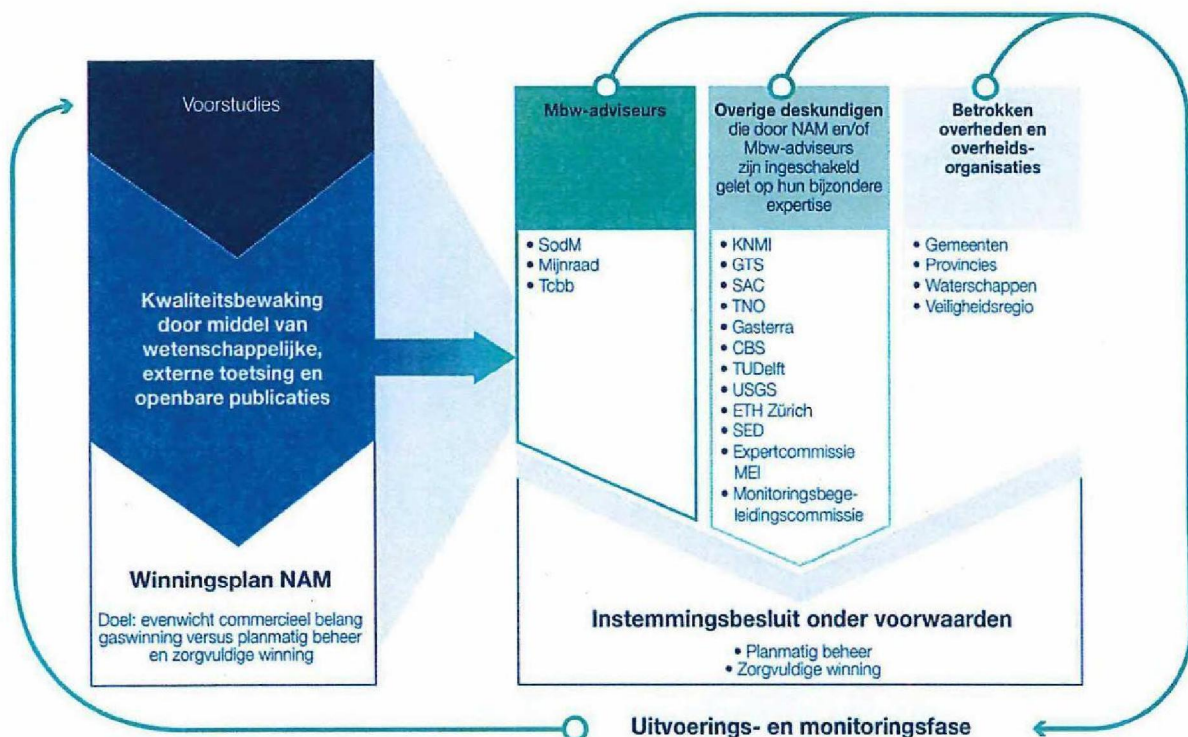 Voorstudies
Kwaliteitsbewaking
door middel van
wetenschappelijke,
externe toetsing en
openbare publicaties
Winningsplan NAM
Doel: evenwicht commercieel belang
gaswinning versus planmatig beheer
en zorgvuldige winning
Mbw-adviseurs
• SodM
• Mijnraad
• Tcbb
Overige deskundigen
die door NAM en/of
Mbw-adviseurs
zijn ingeschakeld
gelet op hun bijzondere
expertise
• KNMI
• GTS
• SAC
• TNO
• Gasterra
• CBS
• TUDelft
• USGS
• ETH Zürich
• SED
• Expertcommissie
MEI
• Monitoringsbege-
leidingscommissie
Betrokken
overheden en
overheids-
organisaties
• Gemeenten
• Provincies
• Waterschappen
• Veiligheidsregio
Instemmingsbesluit onder voorwaarden
• Planmatig beheer
• Zorgvuldige winning
Uitvoerings- en monitoringsfase